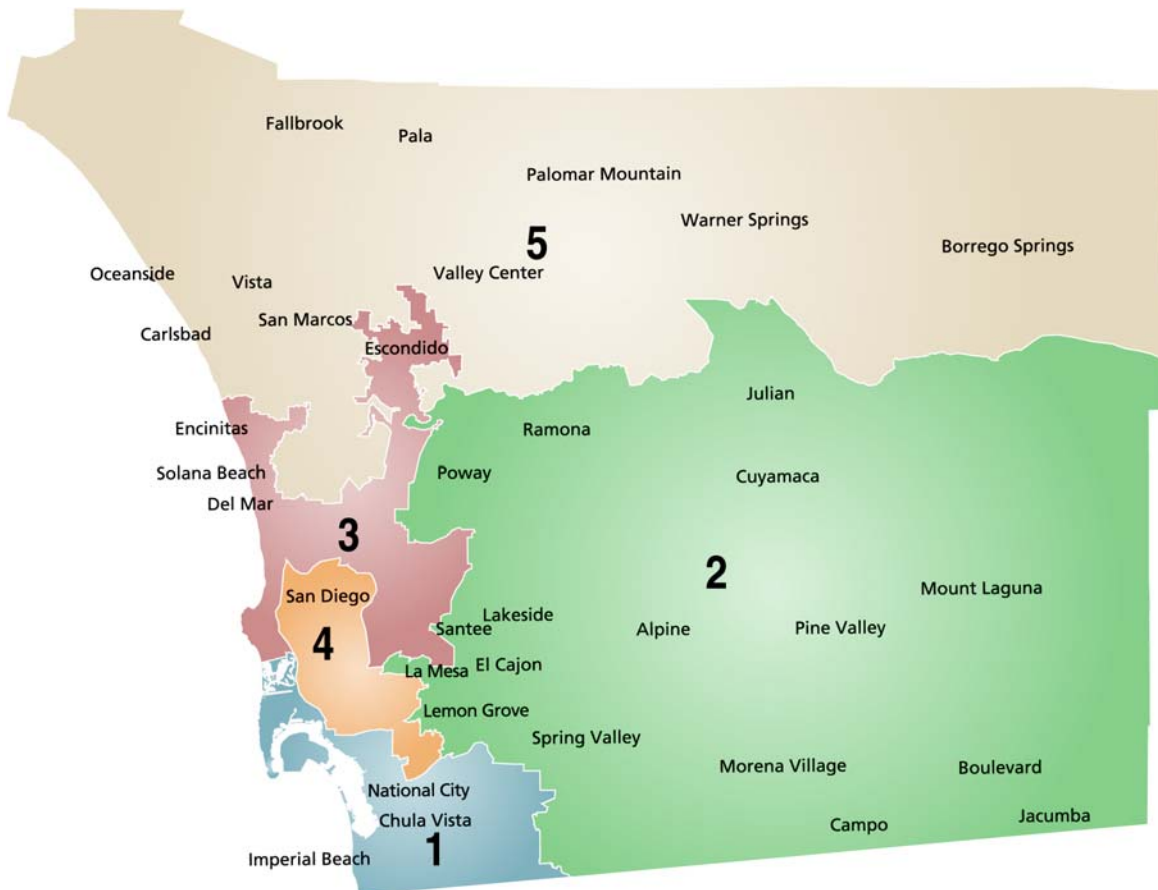 Fallbrook
Pala
Palomar Mountain
Warner Springs
5
Borrego Springs
Oceanside
Vista
Valley Center
San Marcos
Carlsbad
Escondido
Julian
Encinitas
Ramona
Solana Beach
Poway
Cuyamaca
Del Mar
3
2
San Diego
Mount Laguna
Lakeside
Santee
Alpine
Pine Valley
4
La Mesa
El Cajon
Lemon Grove
Spring Valley
Morena Village
Boulevard
National City
Chula Vista
Jacumba
Campo
1
Imperial Beach